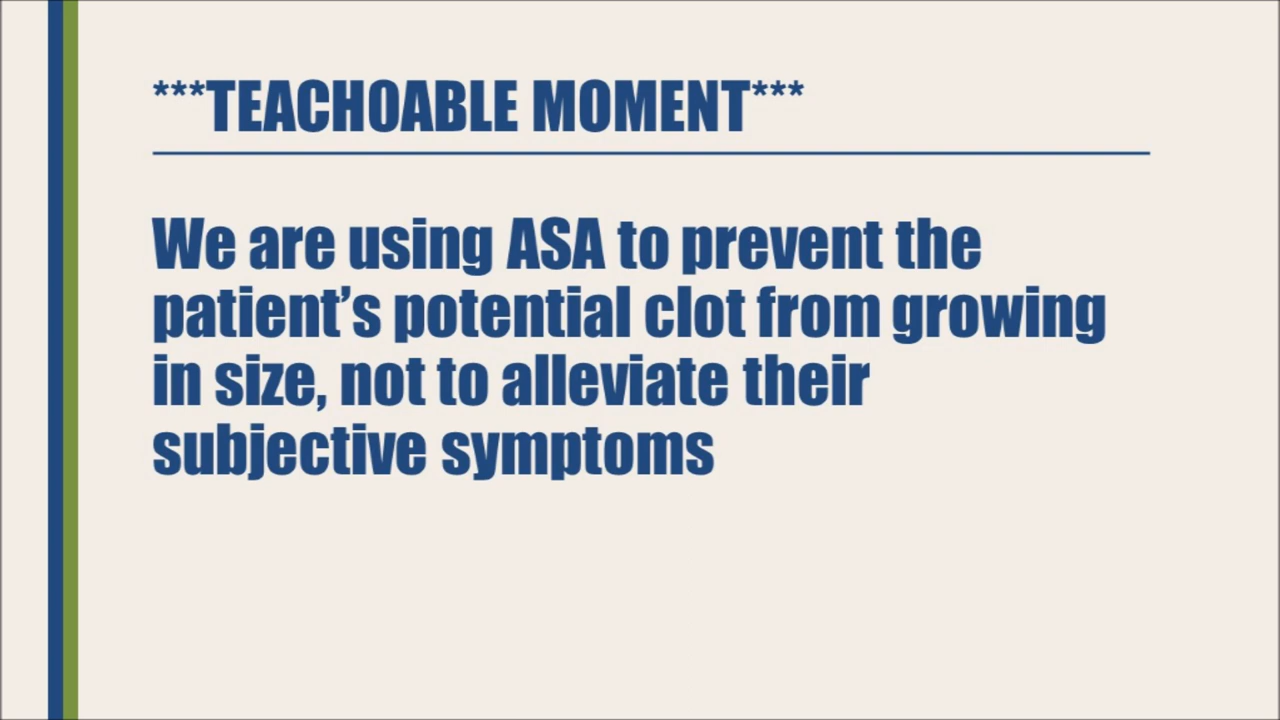 ***TEACHOABLE MOMENT***
We are using ASA to prevent the
patient’s potential clot from growing
in size, not to alleviate their
subjective symptoms